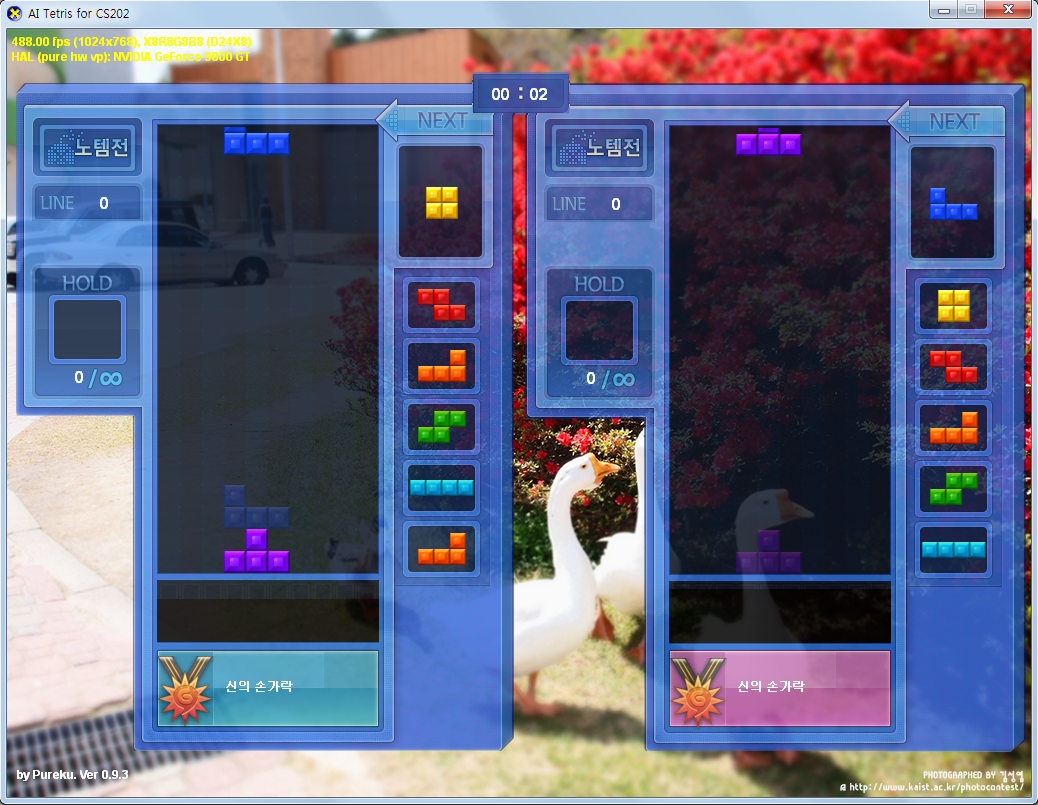 AI Tetris for CS202
488.00 fps (1024x768), X8R8G8B8 (D24X8)
HAL (pure hw vp): NVIDIA GeForce 9800 GT
00 : 02
노템전
NEXT
LINE 0
HOLD
0 / ∞
신의 손가락
노템전
NEXT
LINE 0
HOLD
0 / ∞
신의 손가락
by Pureku. Ver 0.9.3
PHOTOGRAPHED BY 김성엽
@ http://www.kaist.ac.kr/photocontest/